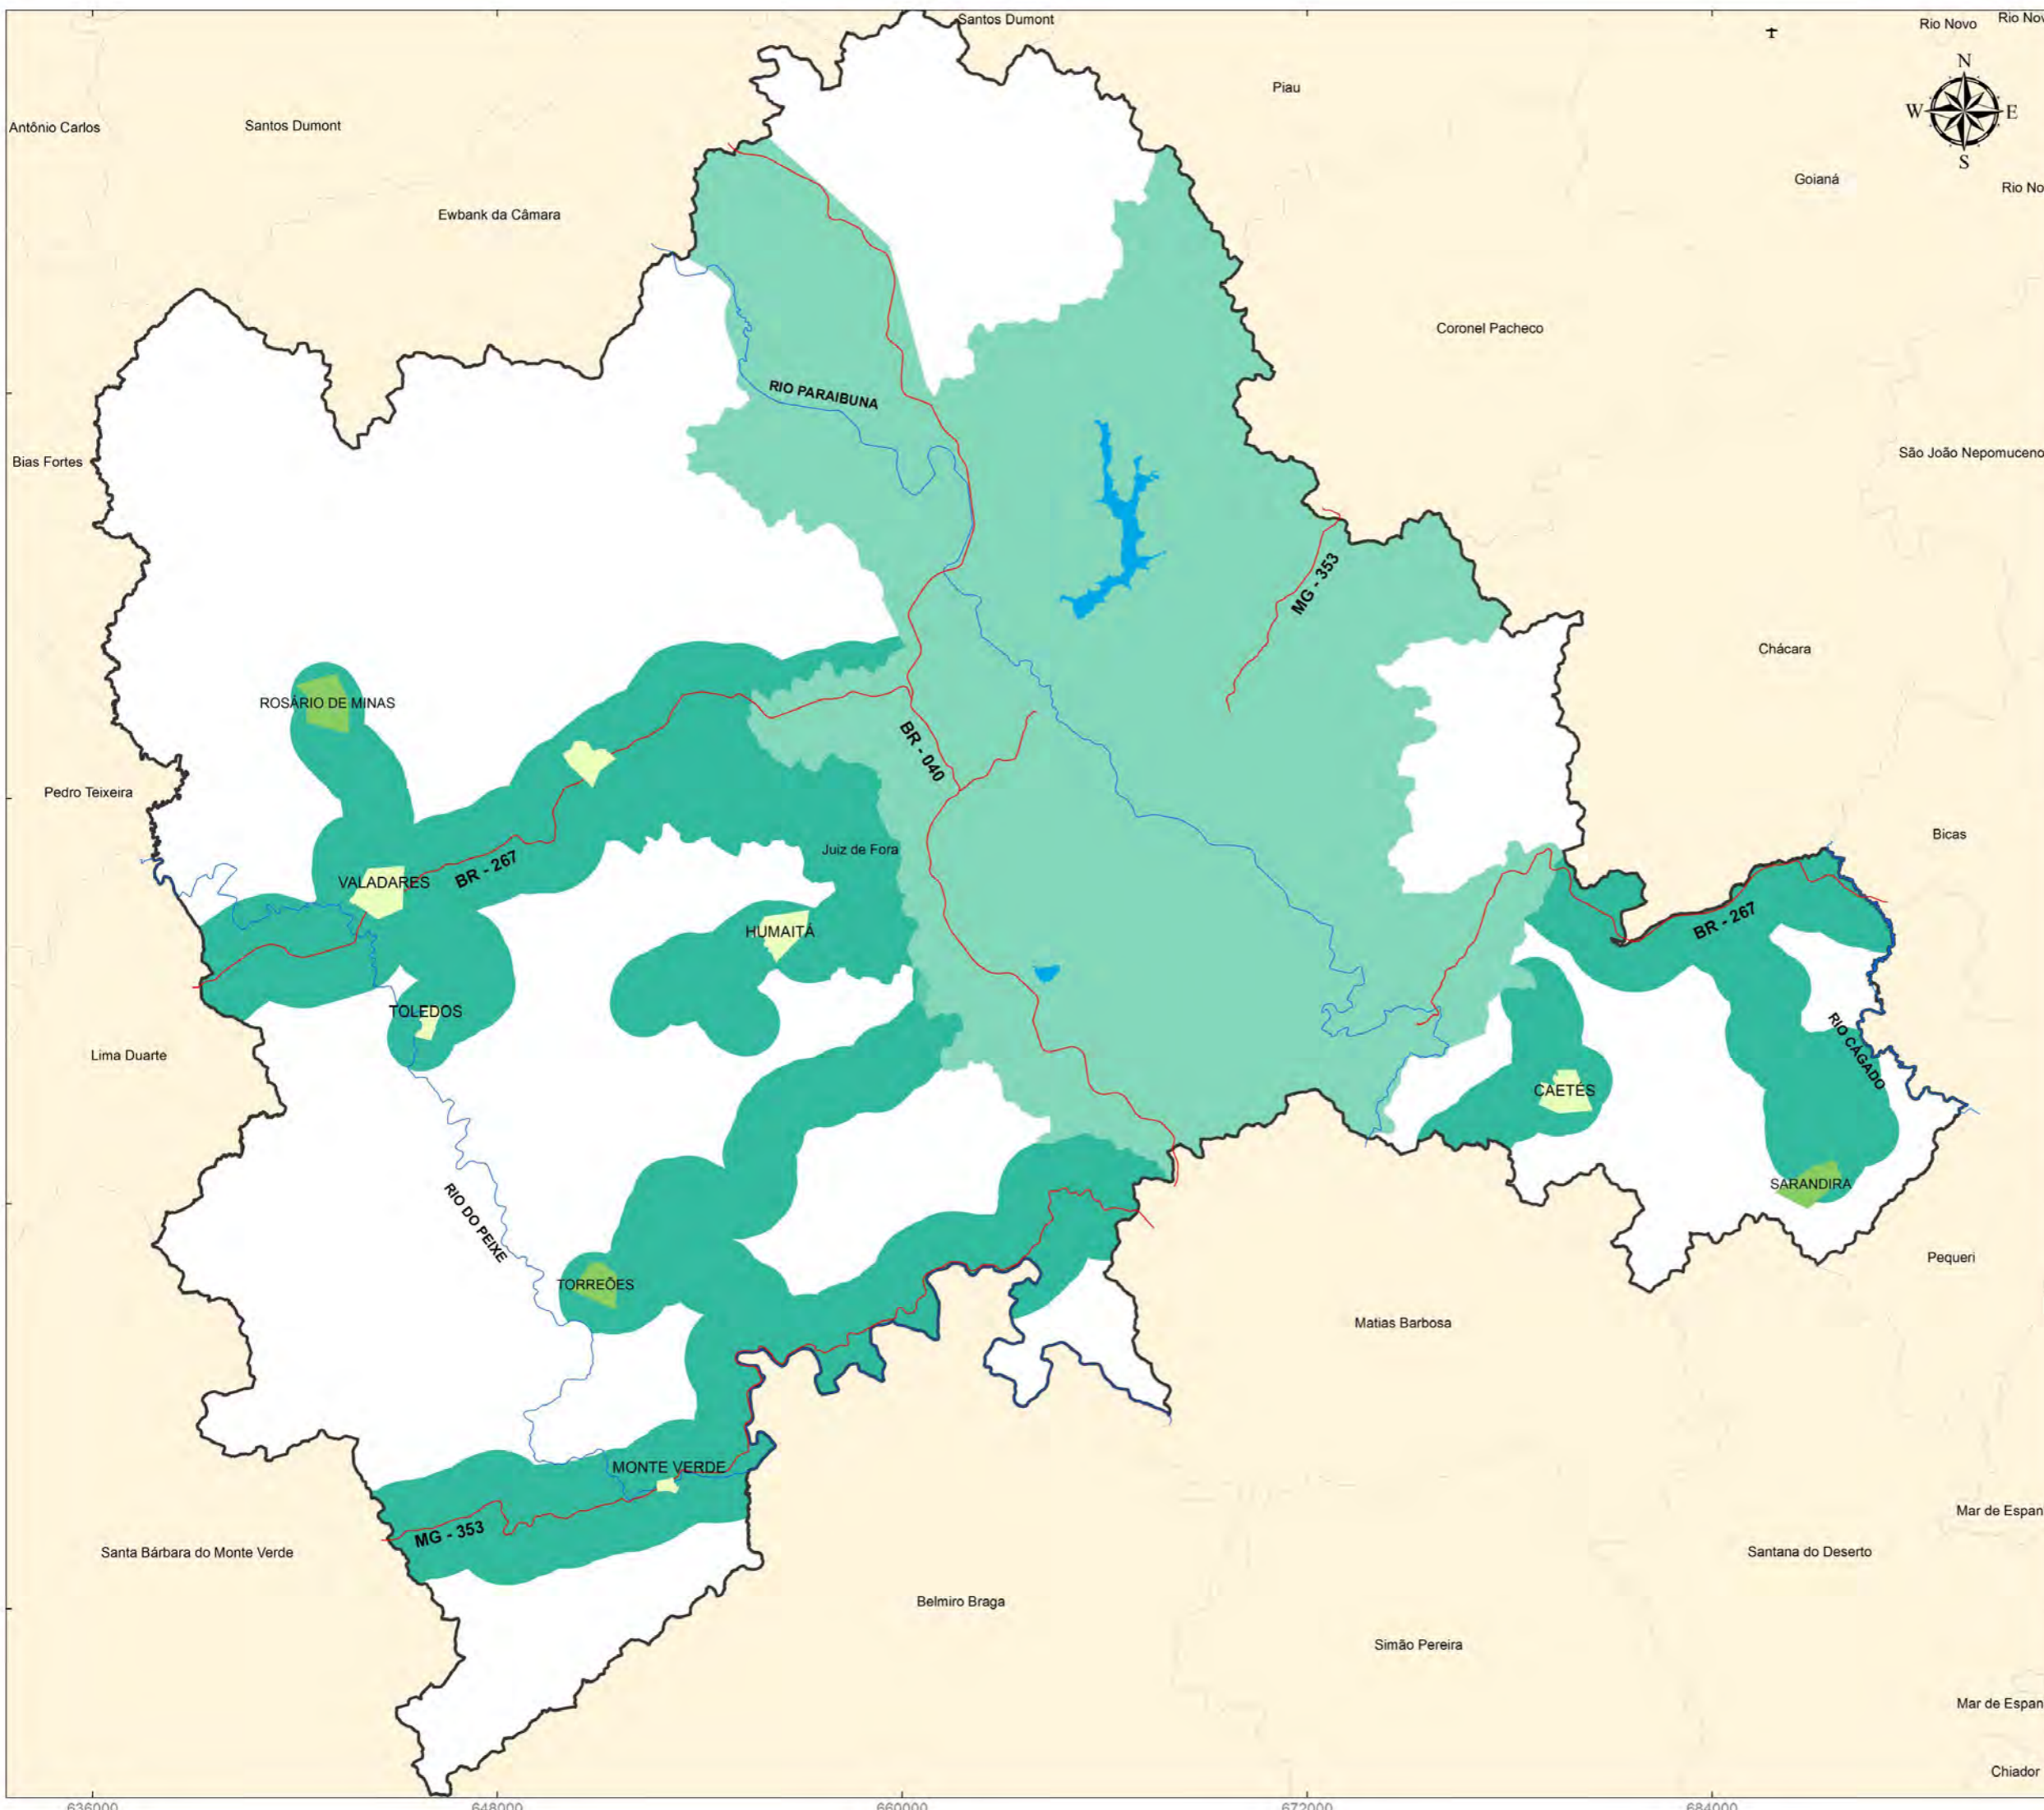 Santos Dumont
Rio Novo
Rio Nov
N
Piau
W
E
Antônio Carlos
Santos Dumont
S
Goianá
Rio No
Ewbank da Câmara
Coronel Pacheco
RIO PARAIBUNA
Bias Fortes
São João Nepomuceno
MG - 353
Chácara
ROSÁRIO DE MINAS
BR - 040
Pedro Teixeira
Bicas
Juiz de Fora
BR - 267
VALADARES
BR - 267
HUMAITÁ
TOLEDOS
RIO CÁGADO
Lima Duarte
CAETÉS
SARANDIRA
RIO DO PEIXE
Pequeri
TORREÕES
Matias Barbosa
MONTE VERDE
Mar de Espan
MG - 353
Santa Bárbara do Monte Verde
Santana do Deserto
Belmiro Braga
Simão Pereira
Mar de Espan
Chiador
636000
648000
660000
672000
684000